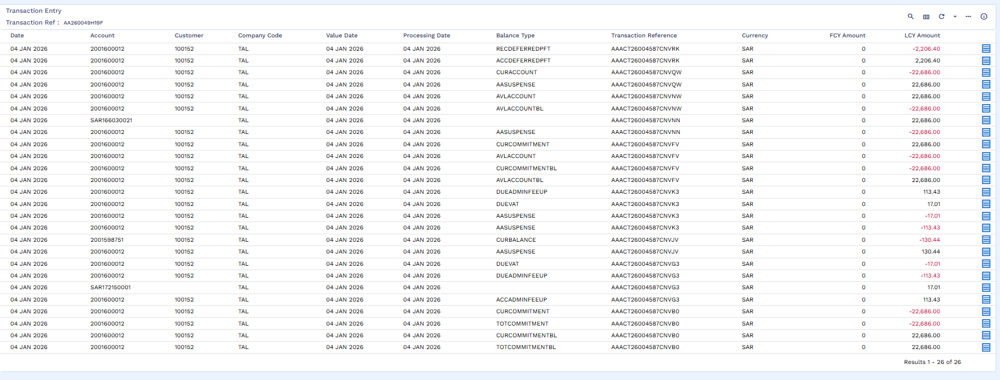 Transaction Entry
Transaction Ref : AA260049H19F
Date Account Customer Company Code Value Date Processing Date Balance Type Transaction Reference Currency FCY Amount LCY Amount
04 JAN 2026 2001600012 100152 TAL 04 JAN 2026 04 JAN 2026 RECDEFERREDPFT AAACT26004587CNVRK SAR 0 -2,206.40
04 JAN 2026 2001600012 100152 TAL 04 JAN 2026 04 JAN 2026 ACCDEFERREDPFT AAACT26004587CNVRK SAR 0 2,206.40
04 JAN 2026 2001600012 100152 TAL 04 JAN 2026 04 JAN 2026 CURACCOUNT AAACT26004587CNVQW SAR 0 -22,686.00
04 JAN 2026 2001600012 100152 TAL 04 JAN 2026 04 JAN 2026 AASUSPENSE AAACT26004587CNVQW SAR 0 22,686.00
04 JAN 2026 2001600012 100152 TAL 04 JAN 2026 04 JAN 2026 AVLACCOUNT AAACT26004587CNVNW SAR 0 22,686.00
04 JAN 2026 2001600012 100152 TAL 04 JAN 2026 04 JAN 2026 AVLACCOUNTBL AAACT26004587CNVNW SAR 0 -22,686.00
04 JAN 2026 SAR166030021 TAL 04 JAN 2026 04 JAN 2026 AAACT26004587CNVNN SAR 0 22,686.00
04 JAN 2026 2001600012 100152 TAL 04 JAN 2026 04 JAN 2026 AASUSPENSE AAACT26004587CNVNN SAR 0 -22,686.00
04 JAN 2026 2001600012 100152 TAL 04 JAN 2026 04 JAN 2026 CURCOMMITMENT AAACT26004587CNVFV SAR 0 22,686.00
04 JAN 2026 2001600012 100152 TAL 04 JAN 2026 04 JAN 2026 AVLACCOUNT AAACT26004587CNVFV SAR 0 -22,686.00
04 JAN 2026 2001600012 100152 TAL 04 JAN 2026 04 JAN 2026 CURCOMMITMENTBL AAACT26004587CNVFV SAR 0 -22,686.00
04 JAN 2026 2001600012 100152 TAL 04 JAN 2026 04 JAN 2026 AVLACCOUNTBL AAACT26004587CNVFV SAR 0 22,686.00
04 JAN 2026 2001600012 100152 TAL 04 JAN 2026 04 JAN 2026 DUEADMINFEEUP AAACT26004587CNVK3 SAR 0 113.43
04 JAN 2026 2001600012 100152 TAL 04 JAN 2026 04 JAN 2026 DUEVAT AAACT26004587CNVK3 SAR 0 17.01
04 JAN 2026 2001600012 100152 TAL 04 JAN 2026 04 JAN 2026 AASUSPENSE AAACT26004587CNVK3 SAR 0 -17.01
04 JAN 2026 2001600012 100152 TAL 04 JAN 2026 04 JAN 2026 AASUSPENSE AAACT26004587CNVK3 SAR 0 -113.43
04 JAN 2026 2001598751 100152 TAL 04 JAN 2026 04 JAN 2026 CURBALANCE AAACT26004587CNVJV SAR 0 -130.44
04 JAN 2026 2001600012 100152 TAL 04 JAN 2026 04 JAN 2026 AASUSPENSE AAACT26004587CNVJV SAR 0 130.44
04 JAN 2026 2001600012 100152 TAL 04 JAN 2026 04 JAN 2026 DUEVAT AAACT26004587CNVG3 SAR 0 -17.01
04 JAN 2026 2001600012 100152 TAL 04 JAN 2026 04 JAN 2026 DUEADMINFEEUP AAACT26004587CNVG3 SAR 0 -113.43
04 JAN 2026 SAR172150001 TAL 04 JAN 2026 04 JAN 2026 AAACT26004587CNVG3 SAR 0 17.01
04 JAN 2026 2001600012 100152 TAL 04 JAN 2026 04 JAN 2026 ACCADMINFEEUP AAACT26004587CNVG3 SAR 0 113.43
04 JAN 2026 2001600012 100152 TAL 04 JAN 2026 04 JAN 2026 CURCOMMITMENT AAACT26004587CNVB0 SAR 0 -22,686.00
04 JAN 2026 2001600012 100152 TAL 04 JAN 2026 04 JAN 2026 TOTCOMMITMENT AAACT26004587CNVB0 SAR 0 -22,686.00
04 JAN 2026 2001600012 100152 TAL 04 JAN 2026 04 JAN 2026 CURCOMMITMENTBL AAACT26004587CNVB0 SAR 0 22,686.00
04 JAN 2026 2001600012 100152 TAL 04 JAN 2026 04 JAN 2026 TOTCOMMITMENTBL AAACT26004587CNVB0 SAR 0 22,686.00
Results 1 - 26 of 26